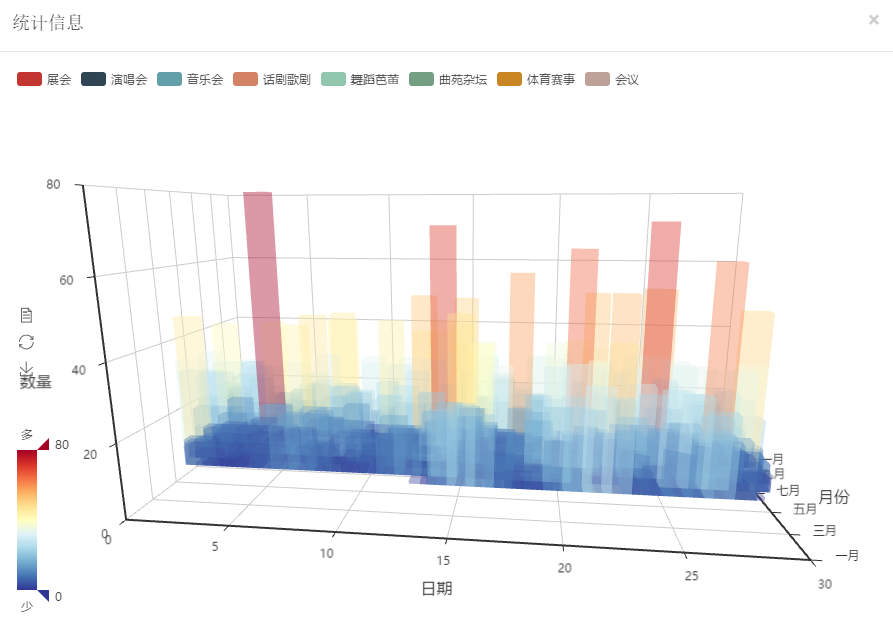 统计信息
×
展会 演唱会 音乐会 话剧歌剧 舞蹈芭蕾 曲苑杂坛 体育赛事 会议
80
60
40
20
0
数量
多
80
0
少
0
5
10
15
20
25
30
日期
一月
三月
五月
七月
月
一月
月份